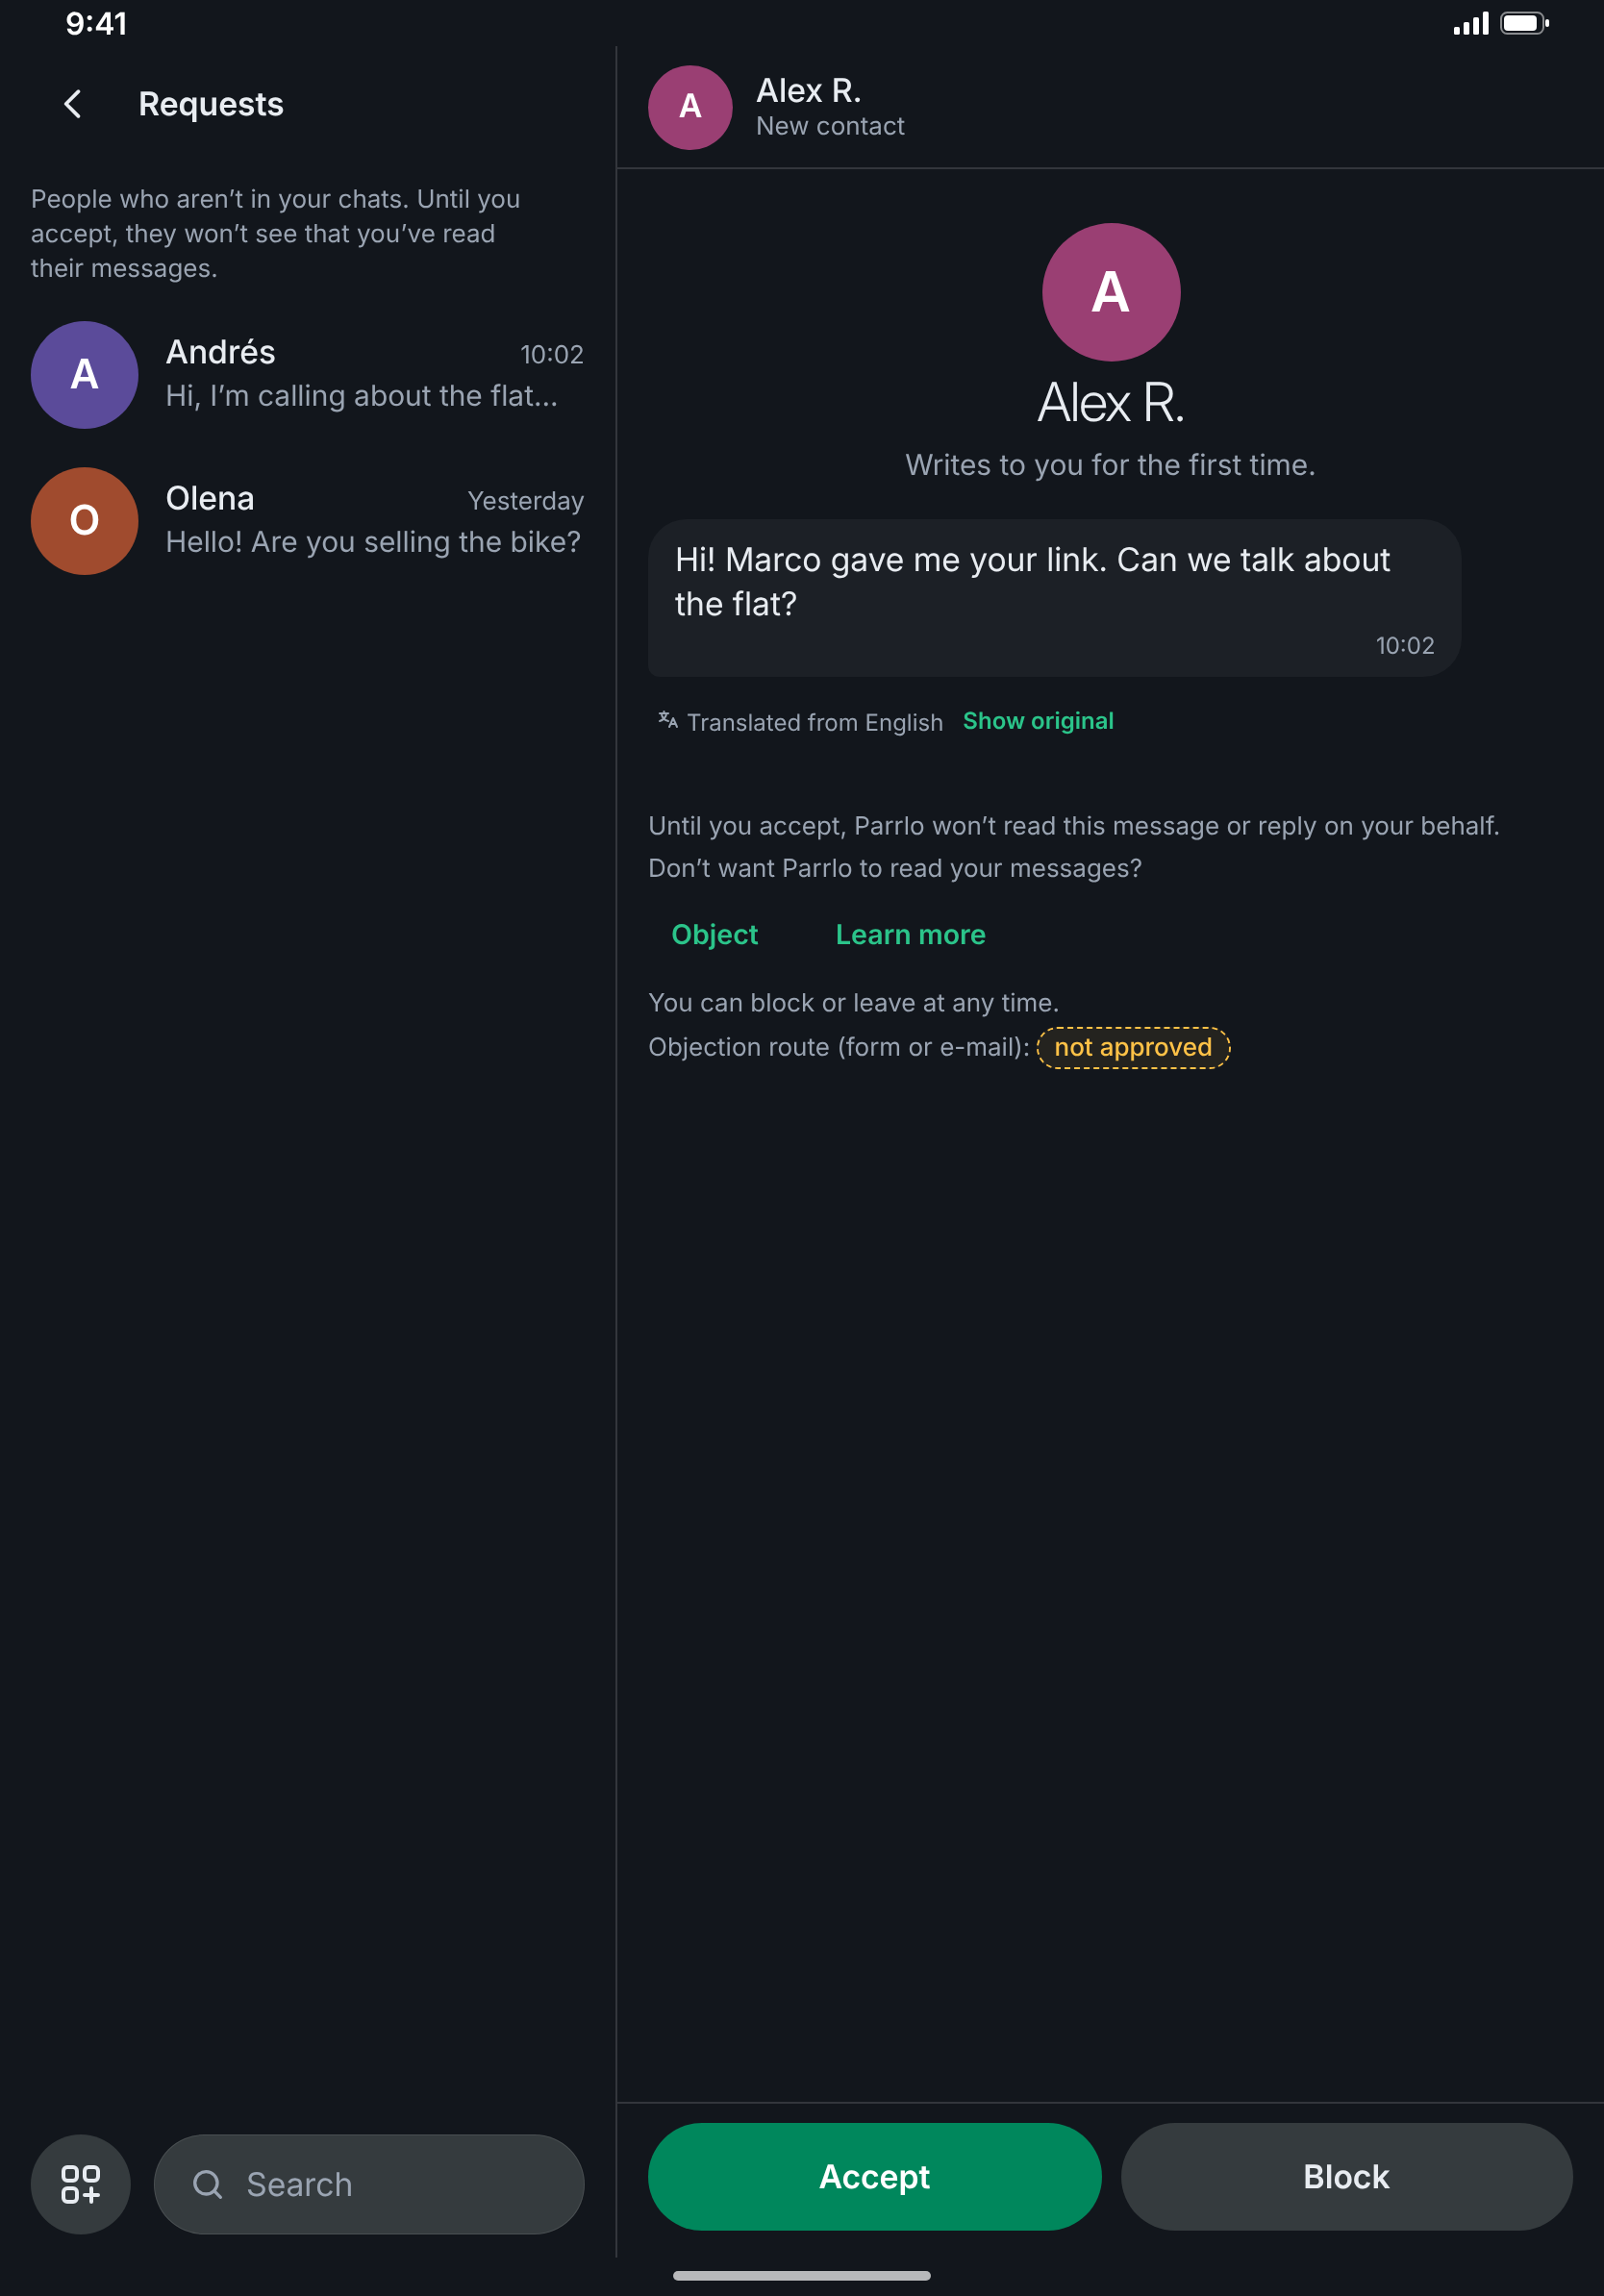 9:41
Requests
People who aren’t in your chats. Until you
accept, they won’t see that you’ve read
their messages.
A
Andrés
10:02
Hi, I’m calling about the flat…
O
Olena
Yesterday
Hello! Are you selling the bike?
Search
A
Alex R.
New contact
A
Alex R.
Writes to you for the first time.
Hi! Marco gave me your link. Can we talk about
the flat?
10:02
Translated from English Show original
Until you accept, Parrlo won’t read this message or reply on your behalf.
Don’t want Parrlo to read your messages?
Object Learn more
You can block or leave at any time.
Objection route (form or e-mail): not approved
Accept
Block